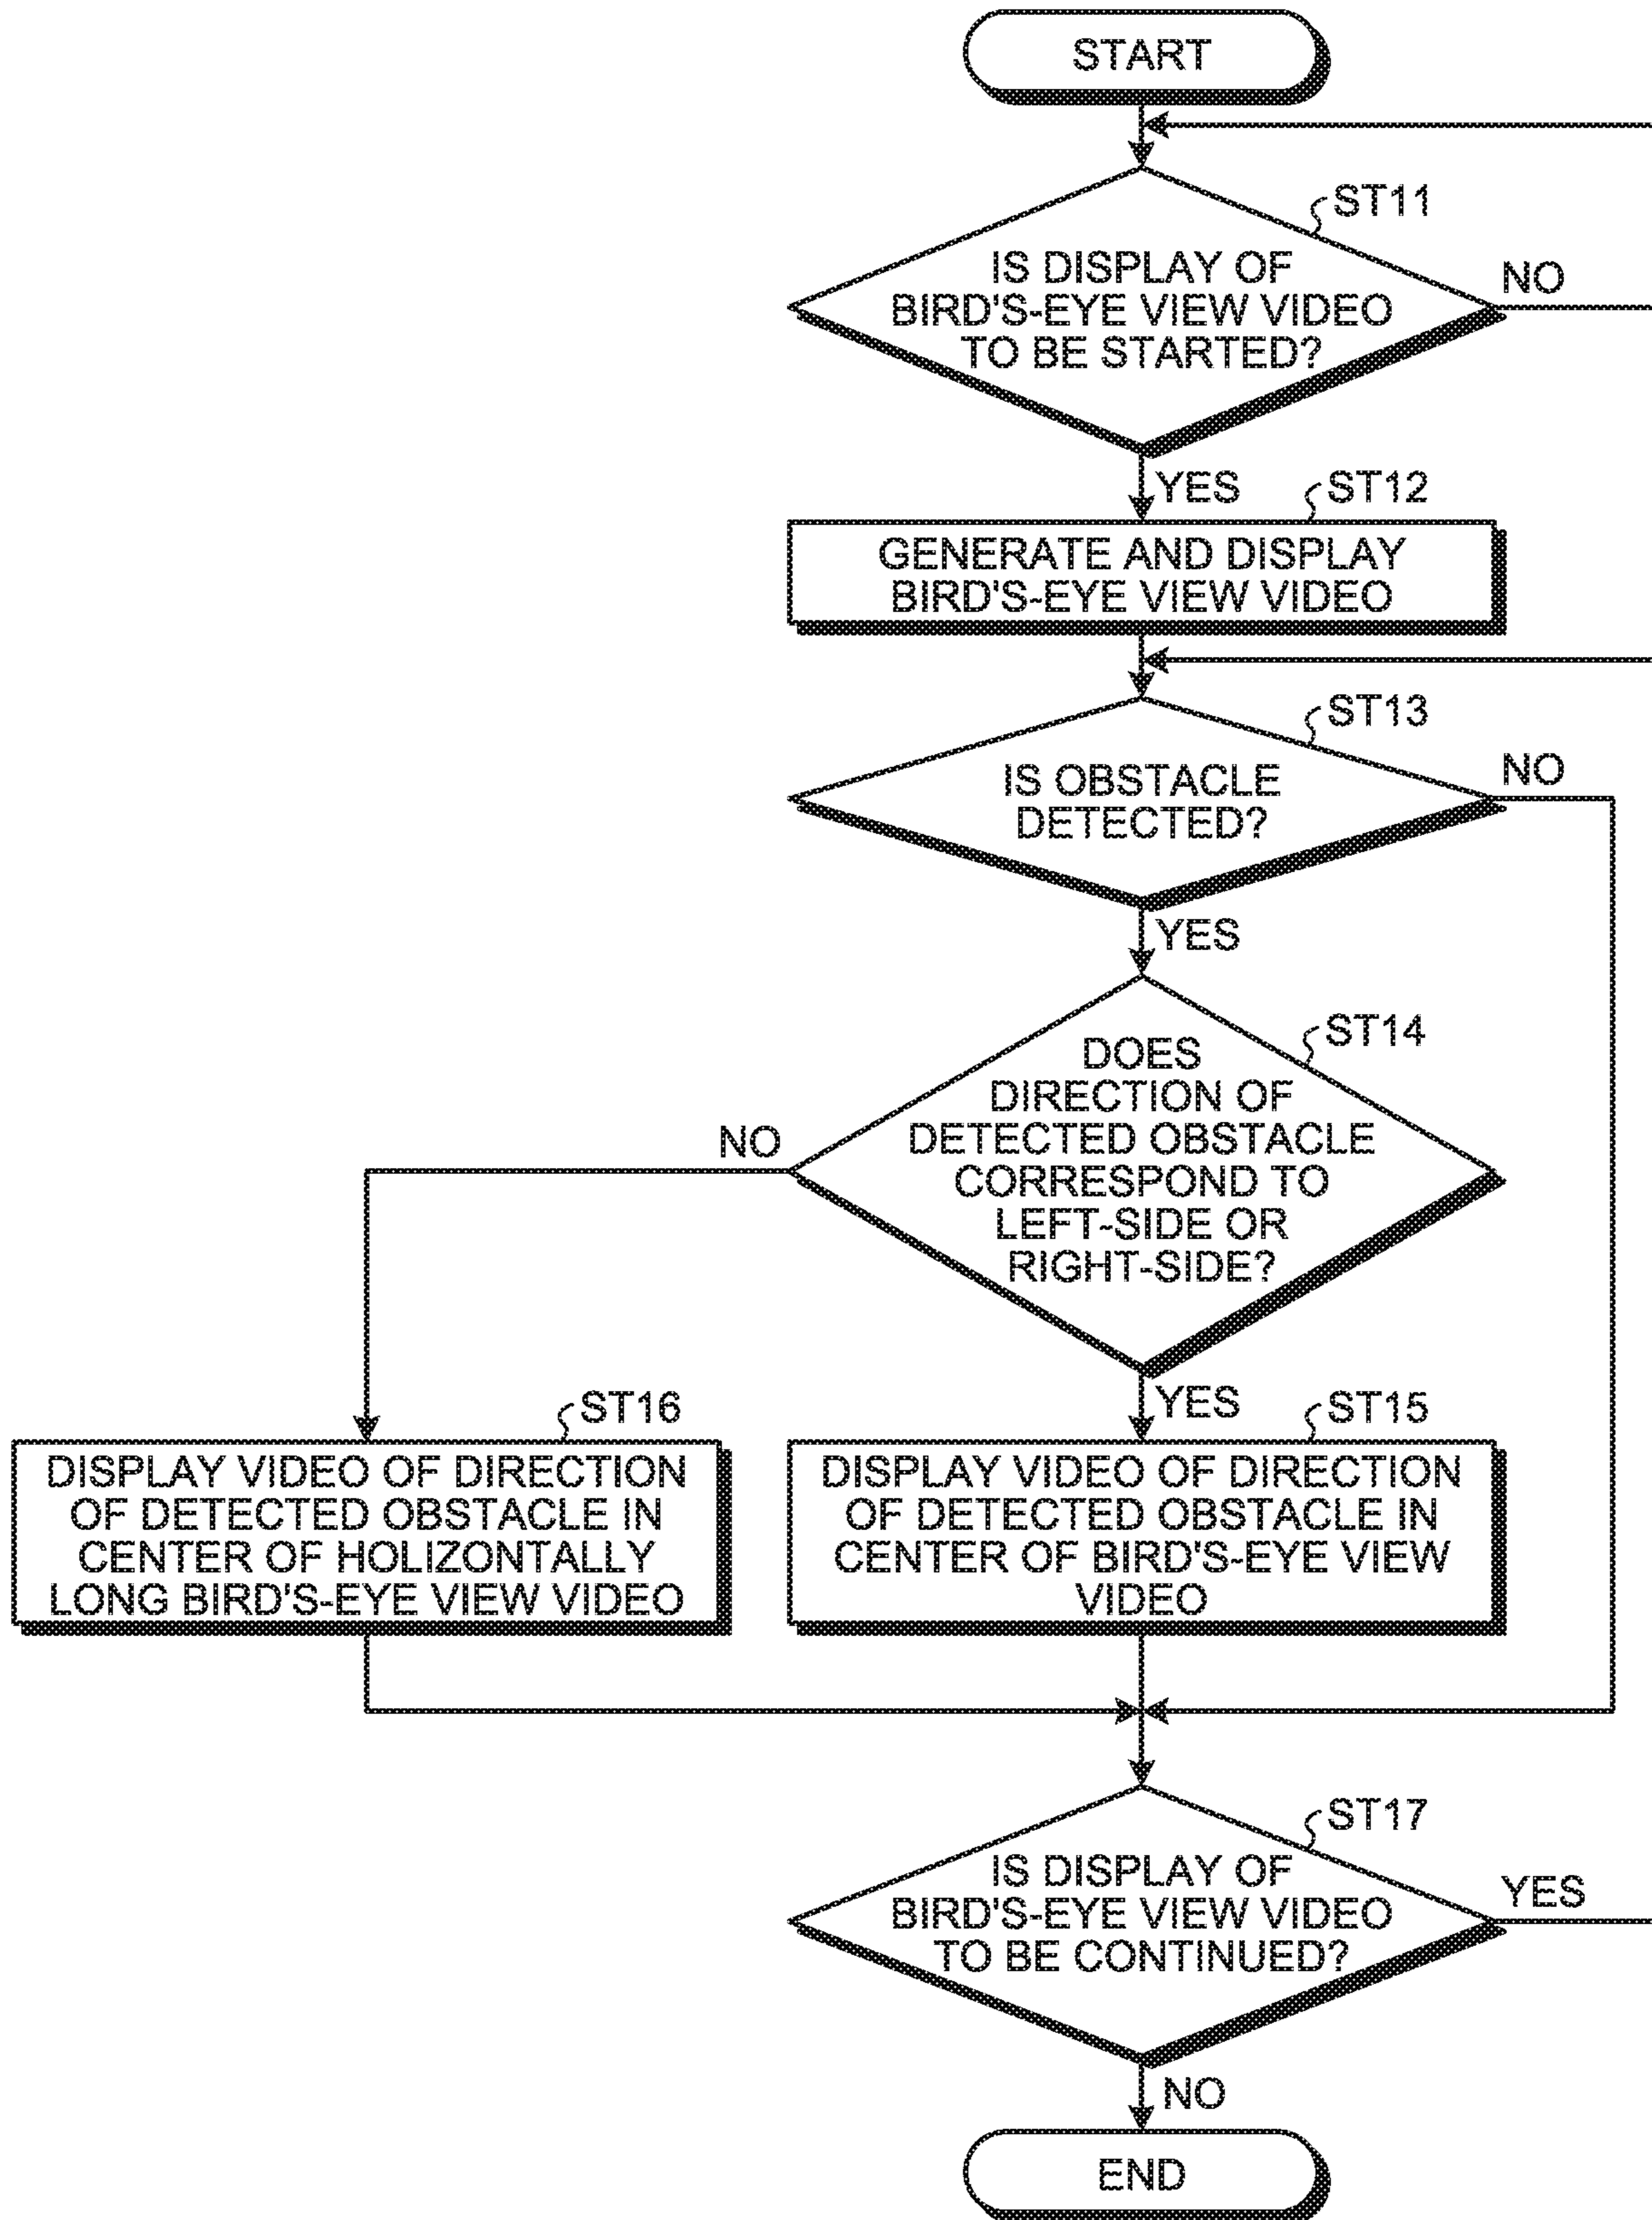 START
ST11
IS DISPLAY OF
BIRD'S-EYE VIEW VIDEO
TO BE STARTED?
NO
YES
ST12
GENERATE AND DISPLAY
BIRD'S-EYE VIEW VIDEO
ST13
IS OBSTACLE
DETECTED?
NO
YES
ST14
DOES
DIRECTION OF
DETECTED OBSTACLE
CORRESPOND TO
LEFT-SIDE OR
RIGHT-SIDE?
NO
YES
ST16
DISPLAY VIDEO OF DIRECTION
OF DETECTED OBSTACLE IN
CENTER OF HOLIZONTALLY
LONG BIRD'S-EYE VIEW VIDEO
ST15
DISPLAY VIDEO OF DIRECTION
OF DETECTED OBSTACLE IN
CENTER OF BIRD'S-EYE VIEW
VIDEO
ST17
IS DISPLAY OF
BIRD'S-EYE VIEW VIDEO
TO BE CONTINUED?
YES
NO
END